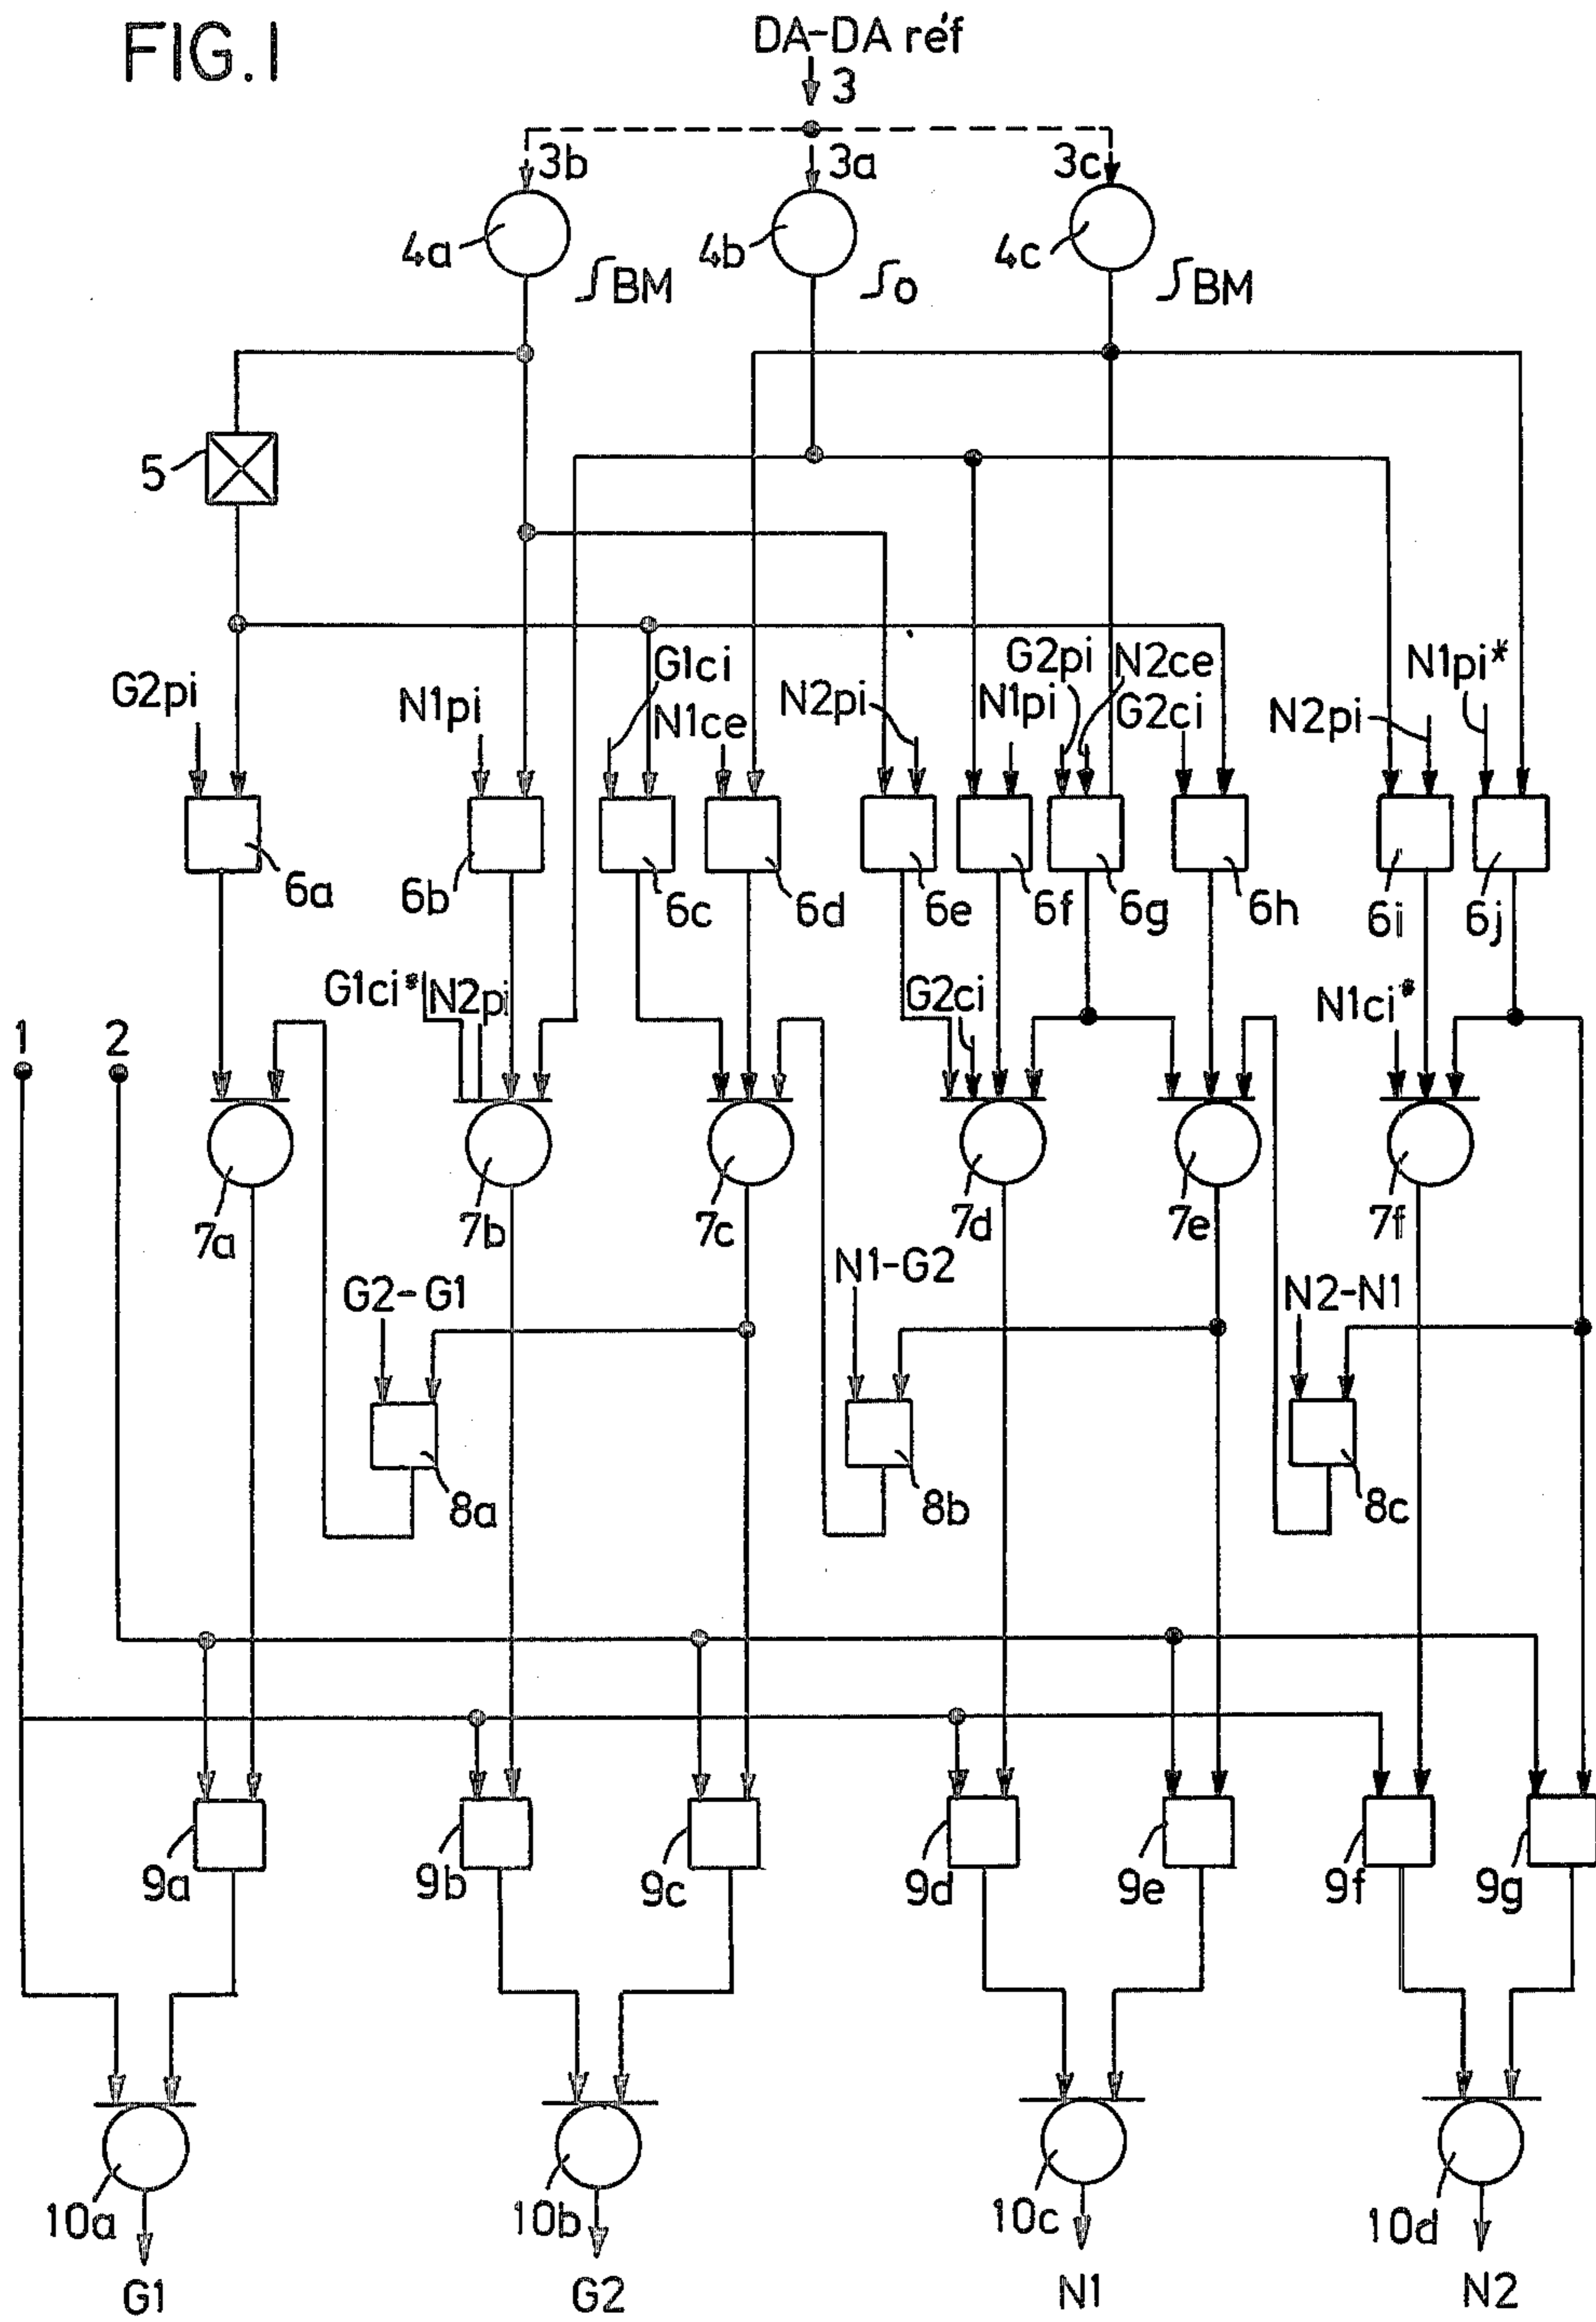 FIG.1
DA-DA réf
3
3b
3a
3c
4a
4b
4c
∫BM
∫o
∫BM
5
G2pi
N1pi
G1ci
N1ce
N2pi
G2pi
N1pi
N2ce
G2ci
N2pi
N1pi*
6a
6b
6c
6d
6e
6f
6g
6h
6i
6j
G1ci*
N2pi
G2ci
N1ci*
1
2
7a
7b
7c
7d
7e
7f
G2-G1
N1-G2
N2-N1
8a
8b
8c
9a
9b
9c
9d
9e
9f
9g
10a
10b
10c
10d
G1
G2
N1
N2